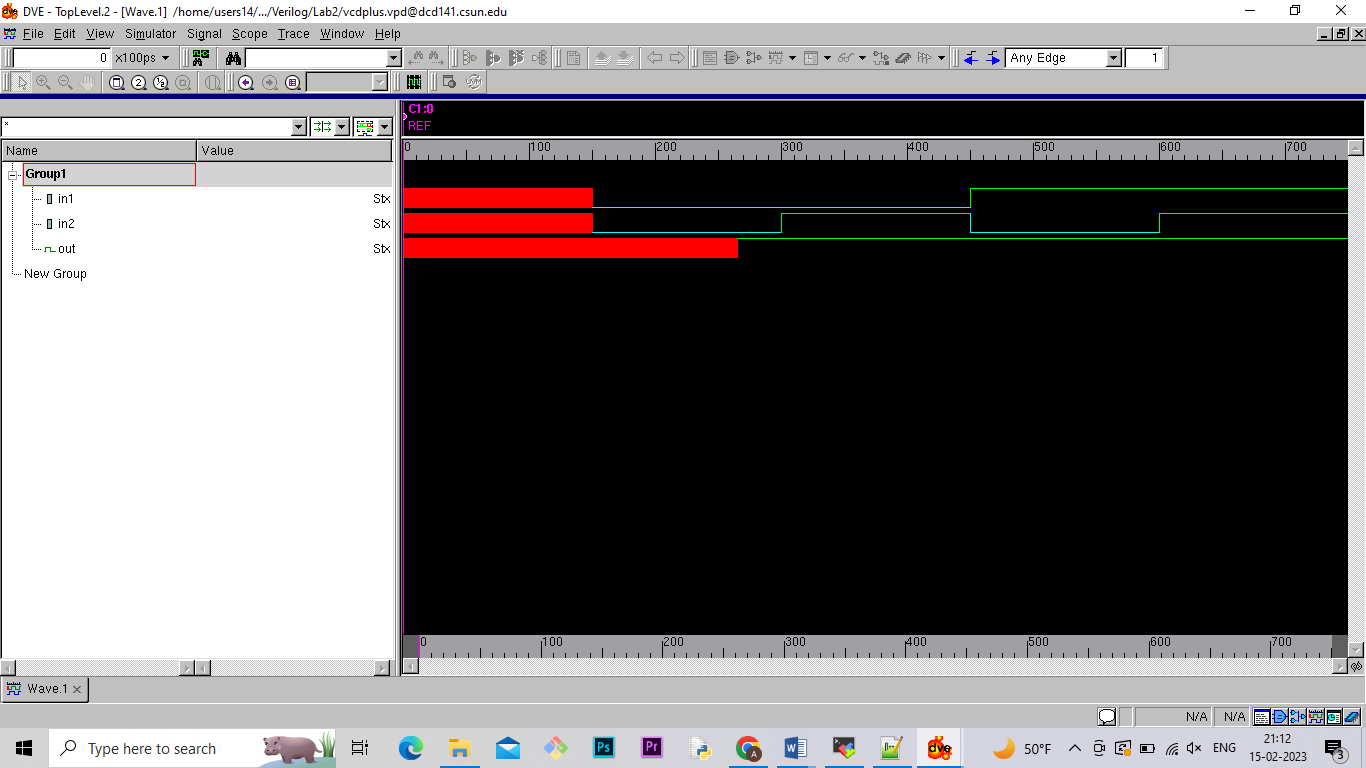 DVE - TopLevel.2 - [Wave.1] /home/users14/.../Verilog/Lab2/vcdplus.vpd@dcd141.csun.edu
File Edit View Simulator Signal Scope Trace Window Help
0 x100ps Any Edge 1
C1:0
REF
*
Name Value
0 100 200 300 400 500 600 700
Group1
in1 Stx
in2 Stx
out Stx
New Group
0 100 200 300 400 500 600 700
Wave.1
N/A N/A
Type here to search
Ps
Pr
A
W
dve
50°F
ENG
21:12
15-02-2023
3